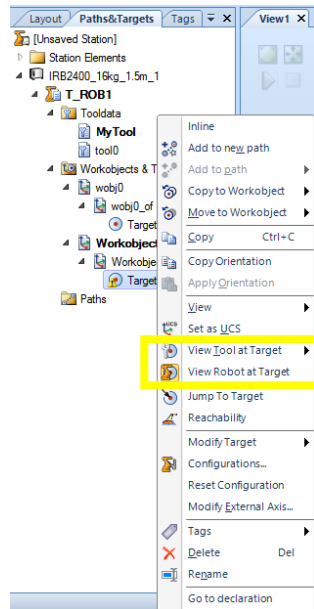 Layout Paths&Targets Tags View1
[Unsaved Station]
Station Elements
IRB2400_16kg_1.5m_1
T_ROB1
Tooldata
MyTool
tool0
Workobjects & T
wobj0
wobj0_of
Target
Workobject
Workobje
Target
Paths
Inline
Add to new path
Add to path
Copy to Workobject
Move to Workobject
Copy Ctrl+C
Copy Orientation
Apply Orientation
View
Set as UCS
View Tool at Target
View Robot at Target
Jump To Target
Reachability
Modify Target
Configurations...
Reset Configuration
Modify External Axis...
Tags
Delete Del
Rename
Go to declaration